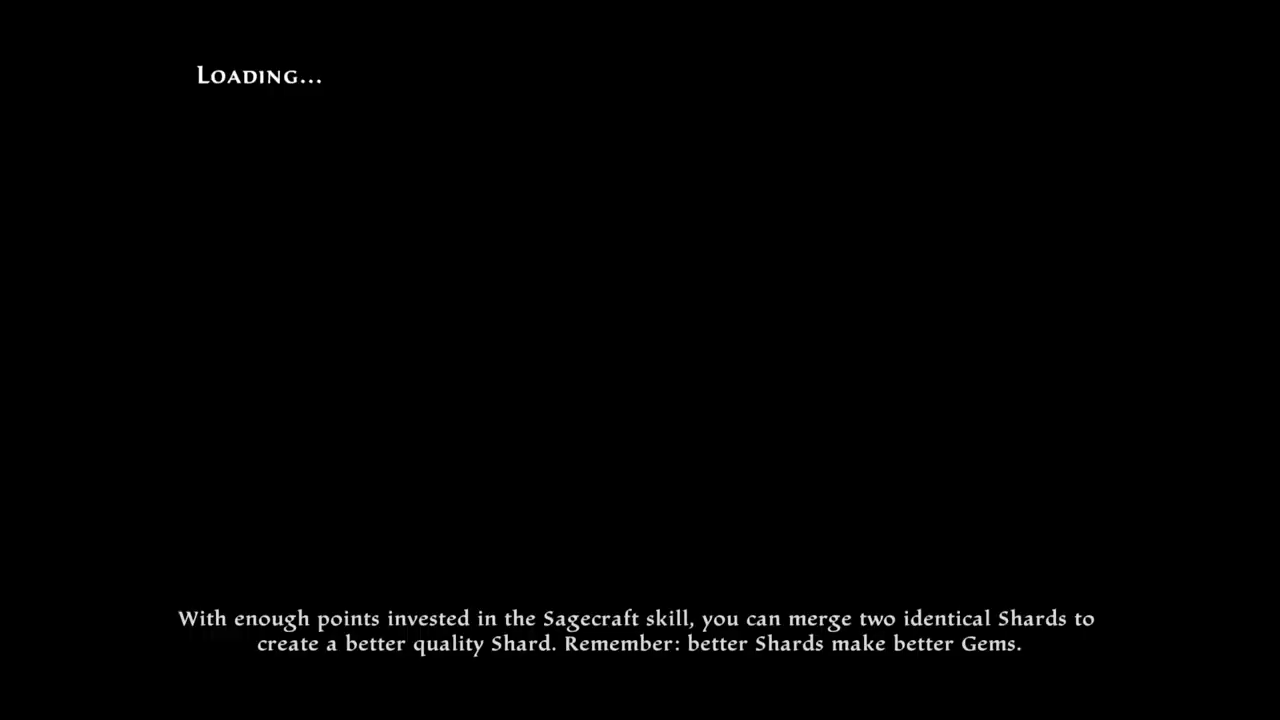 Loading...
With enough points invested in the Sagecraft skill, you can merge two identical Shards to
create a better quality Shard. Remember: better Shards make better Gems.